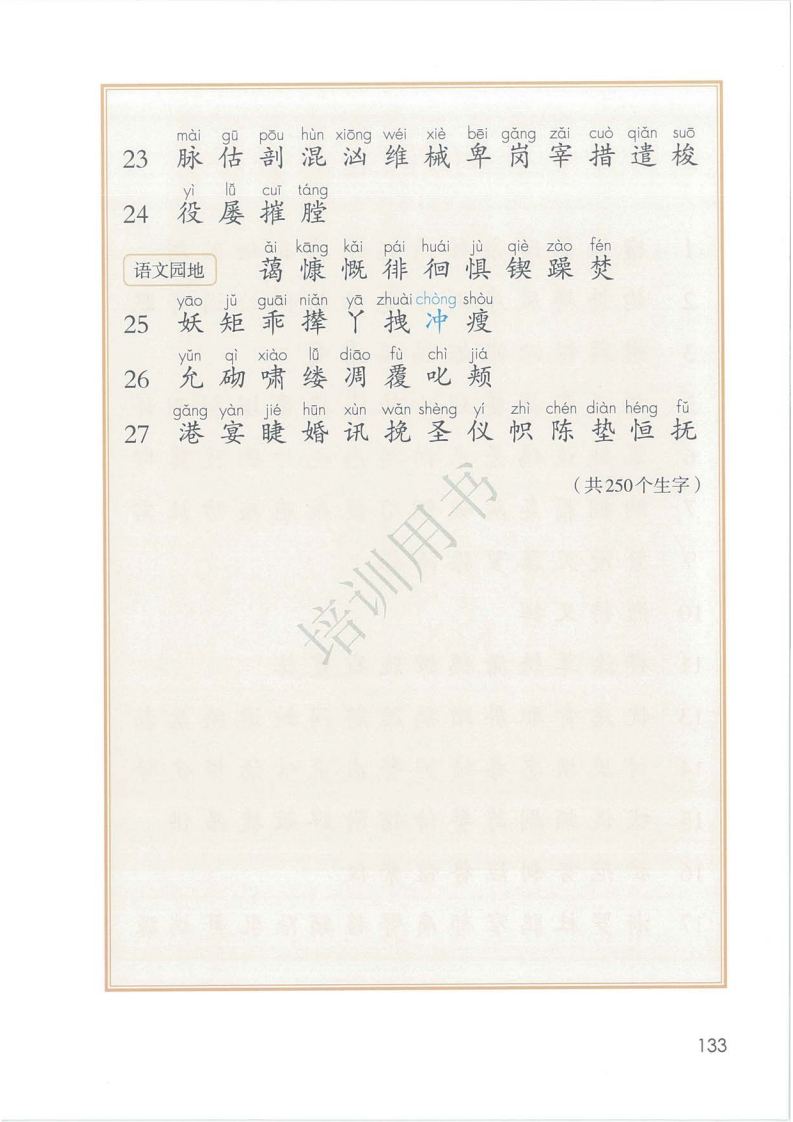 mài gū pōu hùn xiōng wéi xiè bēi gǎng zǎi cuò qiǎn suō
23 脉 估 剖 混 汹 维 械 卑 岗 宰 措 遣 梭
yì lǚ cuī táng
24 役 屡 摧 膛
ǎi kāng kǎi pái huái jù qiè zào fén
语文园地 蔼 慷 慨 徘 徊 惧 锲 躁 焚
yāo jǔ guāi niǎn yā zhuài chòng shòu
25 妖 矩 乖 撵 丫 拽 冲 瘦
yǔn qì xiào lǚ diāo fù chì jiá
26 允 砌 啸 缕 凋 覆 叱 颊
gǎng yàn jié hūn xùn wǎn shèng yí zhì chén diàn héng fǔ
27 港 宴 睫 婚 讯 挽 圣 仪 帜 陈 垫 恒 抚
（共250个生字）
培训用书
133